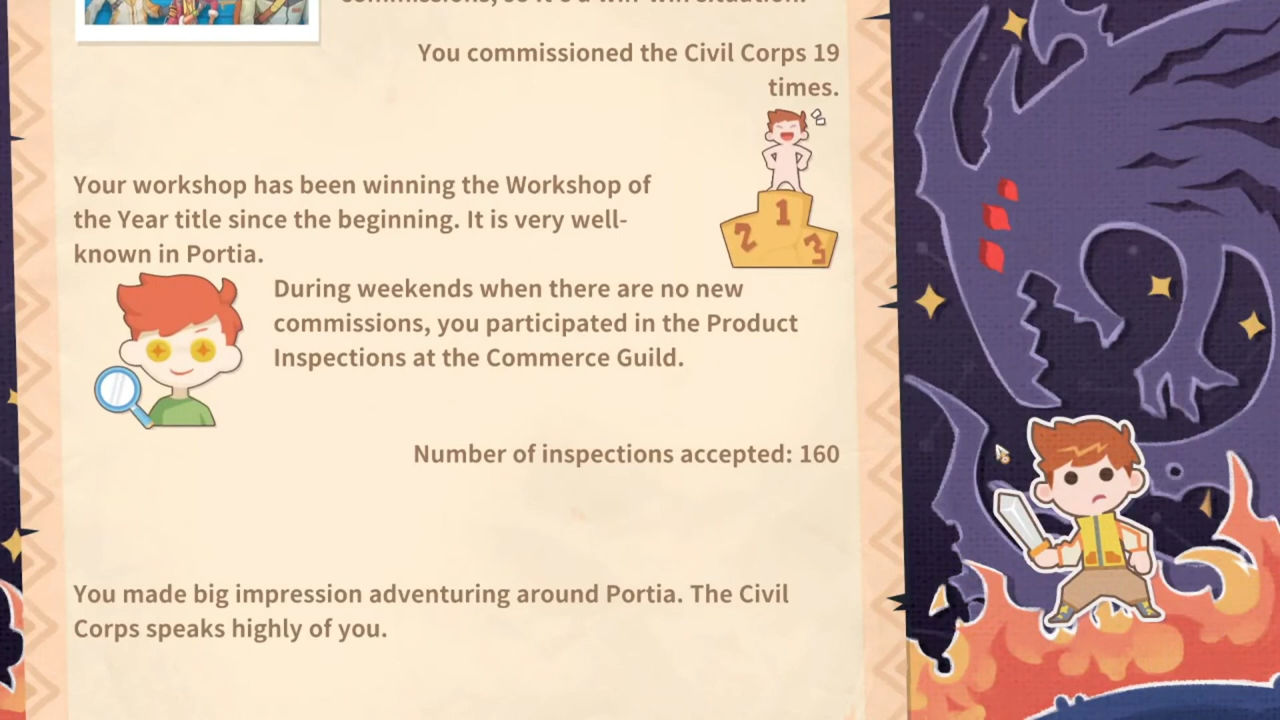 You commissioned the Civil Corps 19
times.
Your workshop has been winning the Workshop of
the Year title since the beginning. It is very well-
known in Portia.
1
2
3
During weekends when there are no new
commissions, you participated in the Product
Inspections at the Commerce Guild.
Number of inspections accepted: 160
You made big impression adventuring around Portia. The Civil
Corps speaks highly of you.